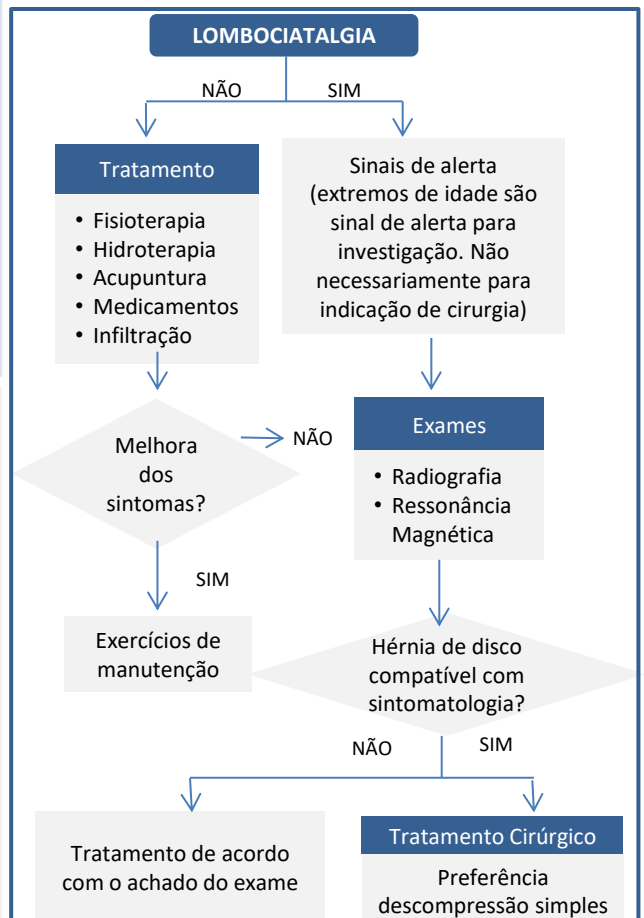 LOMBOCIATALGIA
NÃO
SIM
Tratamento
• Fisioterapia
• Hidroterapia
• Acupuntura
• Medicamentos
• Infiltração
Sinais de alerta
(extremos de idade são
sinal de alerta para
investigação. Não
necessariamente para
indicação de cirurgia)
Melhora
dos
sintomas?
NÃO
Exames
• Radiografia
• Ressonância
Magnética
SIM
Exercícios de
manutenção
Hérnia de disco
compatível com
sintomatologia?
NÃO
SIM
Tratamento de acordo
com o achado do exame
Tratamento Cirúrgico
Preferência
descompressão simples